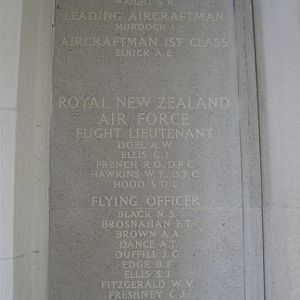 WRIGHT S.R.
LEADING AIRCRAFTMAN
MURDOCH J.
AIRCRAFTMAN 1ST CLASS
ELRICK A.E.
ROYAL NEW ZEALAND
AIR FORCE
FLIGHT LIEUTENANT
DOEL A.W.
ELLIS G.J.
FRENCH R.O., D.F.C.
HAWKINS W.T., D.F.C.
HOOD S.D.L.
FLYING OFFICER
BLACK N.S.
BROSNAHAN F.T.
BROWN A.A.
DANCE A.T.
DUFFILL J.G.
EDGE B.F.
ELLIS S.J.
FITZGERALD W.V.
FRESHNEY C.J.